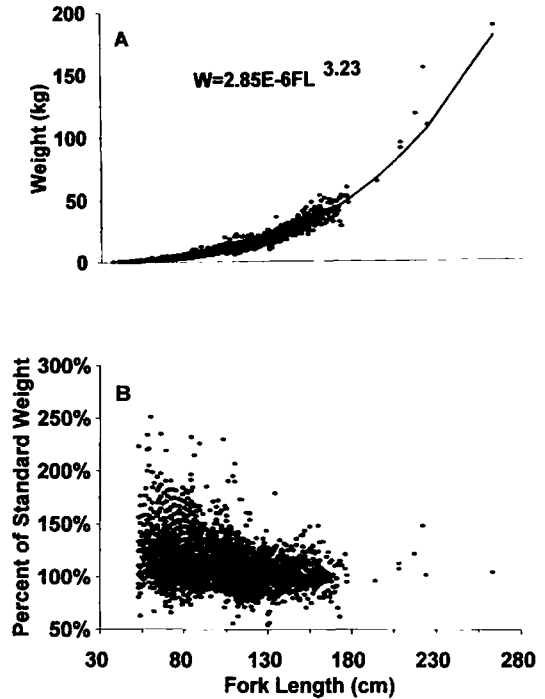 200
A
W=2.85E-6FL 3.23
150
Weight (kg)
100
50
0
300%
B
250%
Percent of Standard Weight
200%
150%
100%
50%
30 80 130 180 230 280
Fork Length (cm)